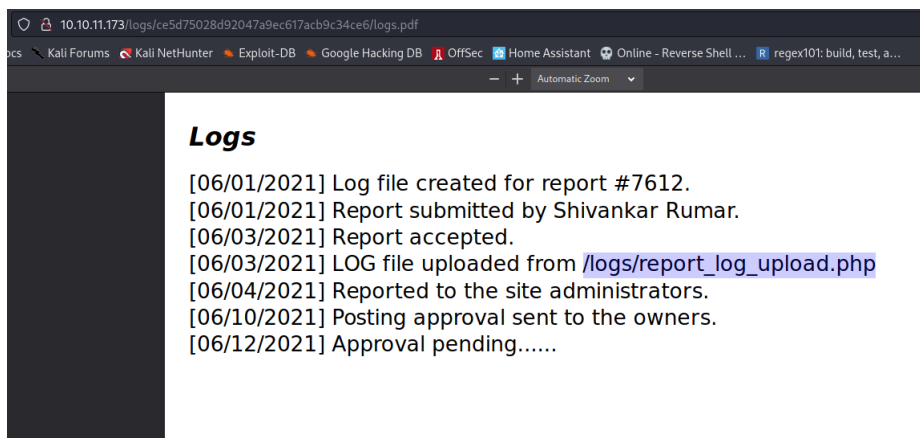 10.10.11.173/logs/ce5d75028d92047a9ec617acb9c34ce6/logs.pdf
ocs Kali Forums Kali NetHunter Exploit-DB Google Hacking DB OffSec Home Assistant Online - Reverse Shell ... R regex101: build, test, a...
− + Automatic Zoom
Logs
[06/01/2021] Log file created for report #7612.
[06/01/2021] Report submitted by Shivankar Rumar.
[06/03/2021] Report accepted.
[06/03/2021] LOG file uploaded from /logs/report_log_upload.php
[06/04/2021] Reported to the site administrators.
[06/10/2021] Posting approval sent to the owners.
[06/12/2021] Approval pending......